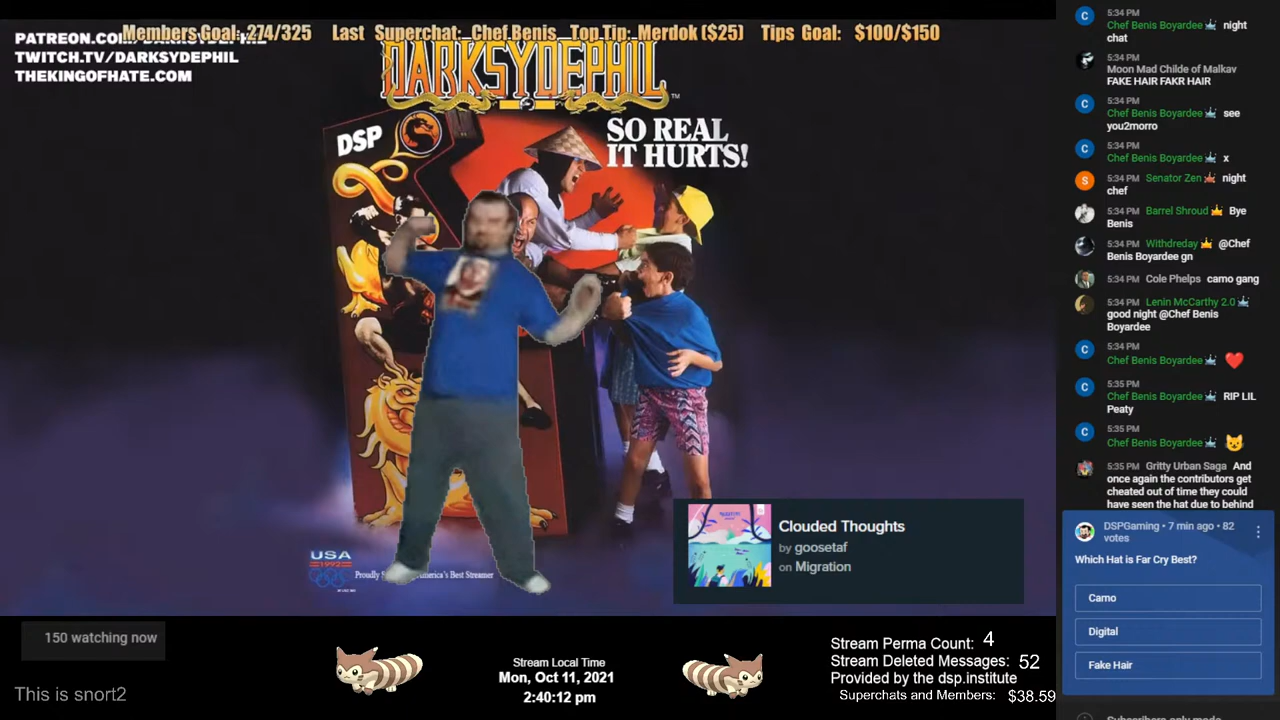 PATREON.COM/DARKSYDEPHIL
Members Goal: 274/325 Last Superchat: Chef Benis Top Tip: Merdok ($25) Tips Goal: $100/$150
TWITCH.TV/DARKSYDEPHIL
THEKINGOFHATE.COM
DARKSYDEPHIL
TM
DSP
SO REAL
IT HURTS!
USA
1992
Proudly
America's Best Streamer
Clouded Thoughts
by goosetaf
on Migration
150 watching now
This is snort2
Stream Local Time
Mon, Oct 11, 2021
2:40:12 pm
Stream Perma Count: 4
Stream Deleted Messages: 52
Provided by the dsp.institute
Superchats and Members: $38.59
5:34 PM
Chef Benis Boyardee night
chat
5:34 PM
Moon Mad Childe of Malkav
FAKE HAIR FAKR HAIR
5:34 PM
Chef Benis Boyardee see
you2morro
5:34 PM
Chef Benis Boyardee x
5:34 PM Senator Zen night
chef
5:34 PM Barrel Shroud Bye
Benis
5:34 PM Withdreday @Chef
Benis Boyardee gn
5:34 PM Cole Phelps camo gang
5:34 PM Lenin McCarthy 2.0
good night @Chef Benis
Boyardee
5:34 PM
Chef Benis Boyardee
5:35 PM
Chef Benis Boyardee RIP LIL
Peaty
5:35 PM
Chef Benis Boyardee
5:35 PM Gritty Urban Saga And
once again the contributors get
cheated out of time they could
have seen the hat due to behind
DSPGaming • 7 min ago • 82
votes
Which Hat is Far Cry Best?
Camo
Digital
Fake Hair
Subscribers-only mode